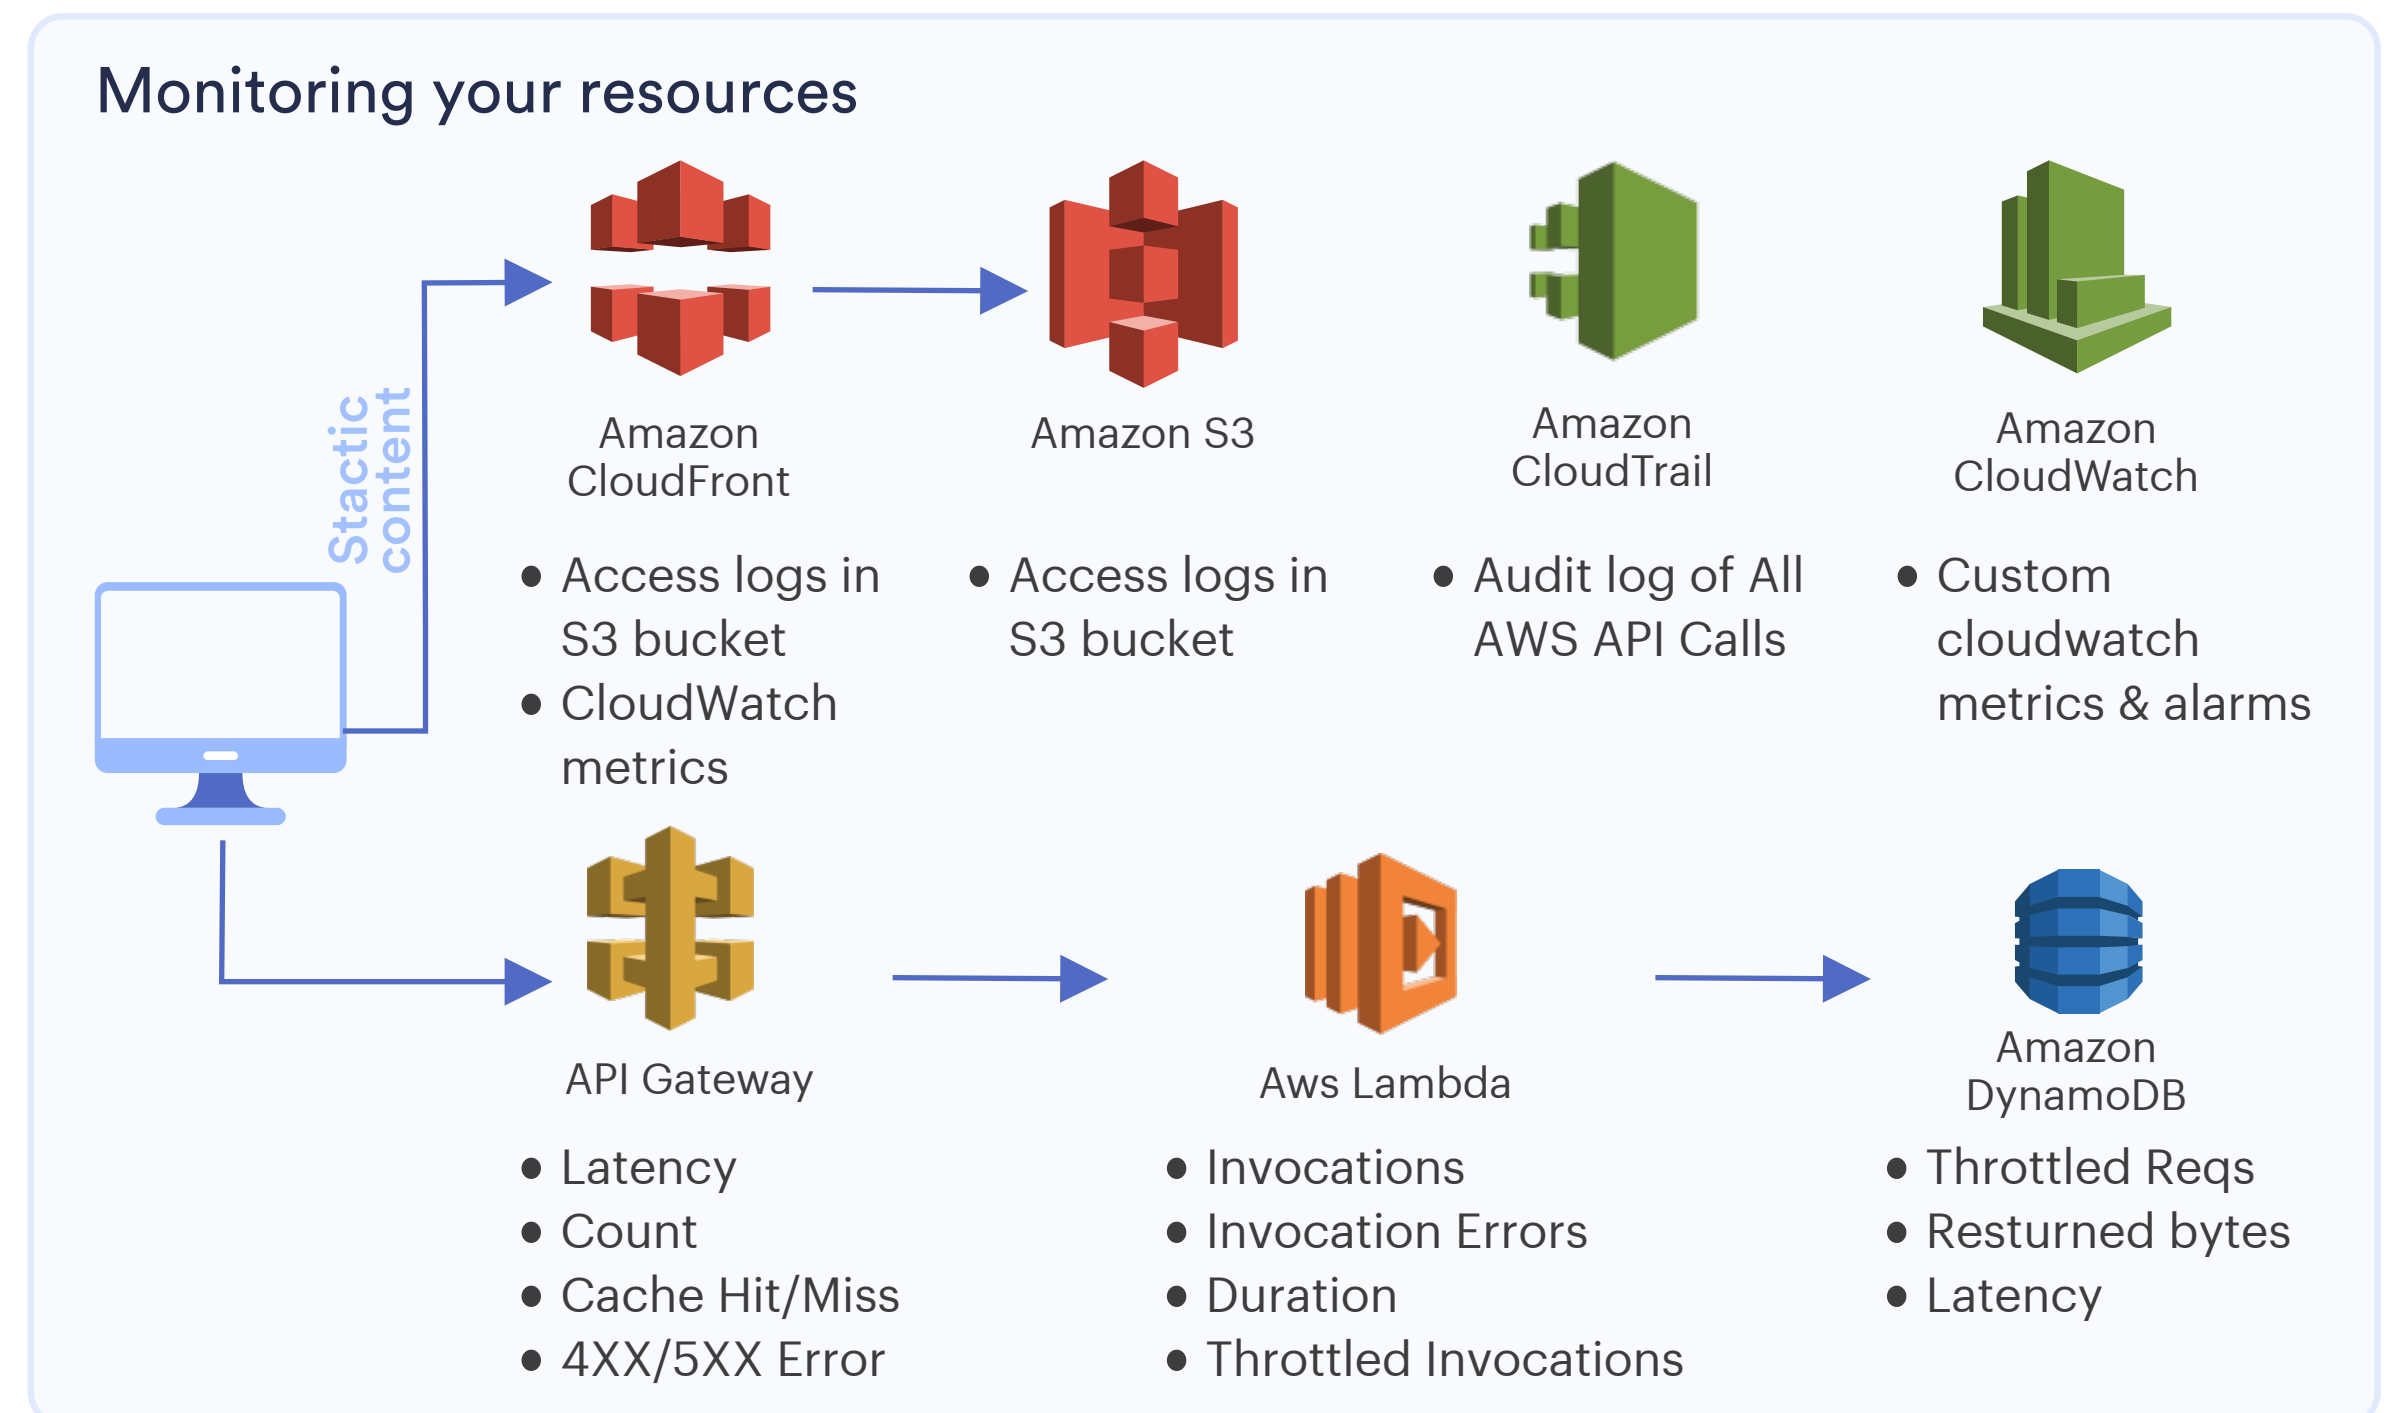 Monitoring your resources
Stactic
content
Amazon
CloudFront
Amazon S3
Amazon
CloudTrail
Amazon
CloudWatch
• Access logs in
S3 bucket
• CloudWatch
metrics
• Access logs in
S3 bucket
• Audit log of All
AWS API Calls
• Custom
cloudwatch
metrics & alarms
API Gateway
Aws Lambda
Amazon
DynamoDB
• Latency
• Count
• Cache Hit/Miss
• 4XX/5XX Error
• Invocations
• Invocation Errors
• Duration
• Throttled Invocations
• Throttled Reqs
• Resturned bytes
• Latency